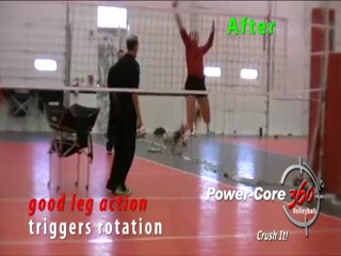 After
good leg action
triggers rotation
Power-Core 360
Volleyball
Crush It!